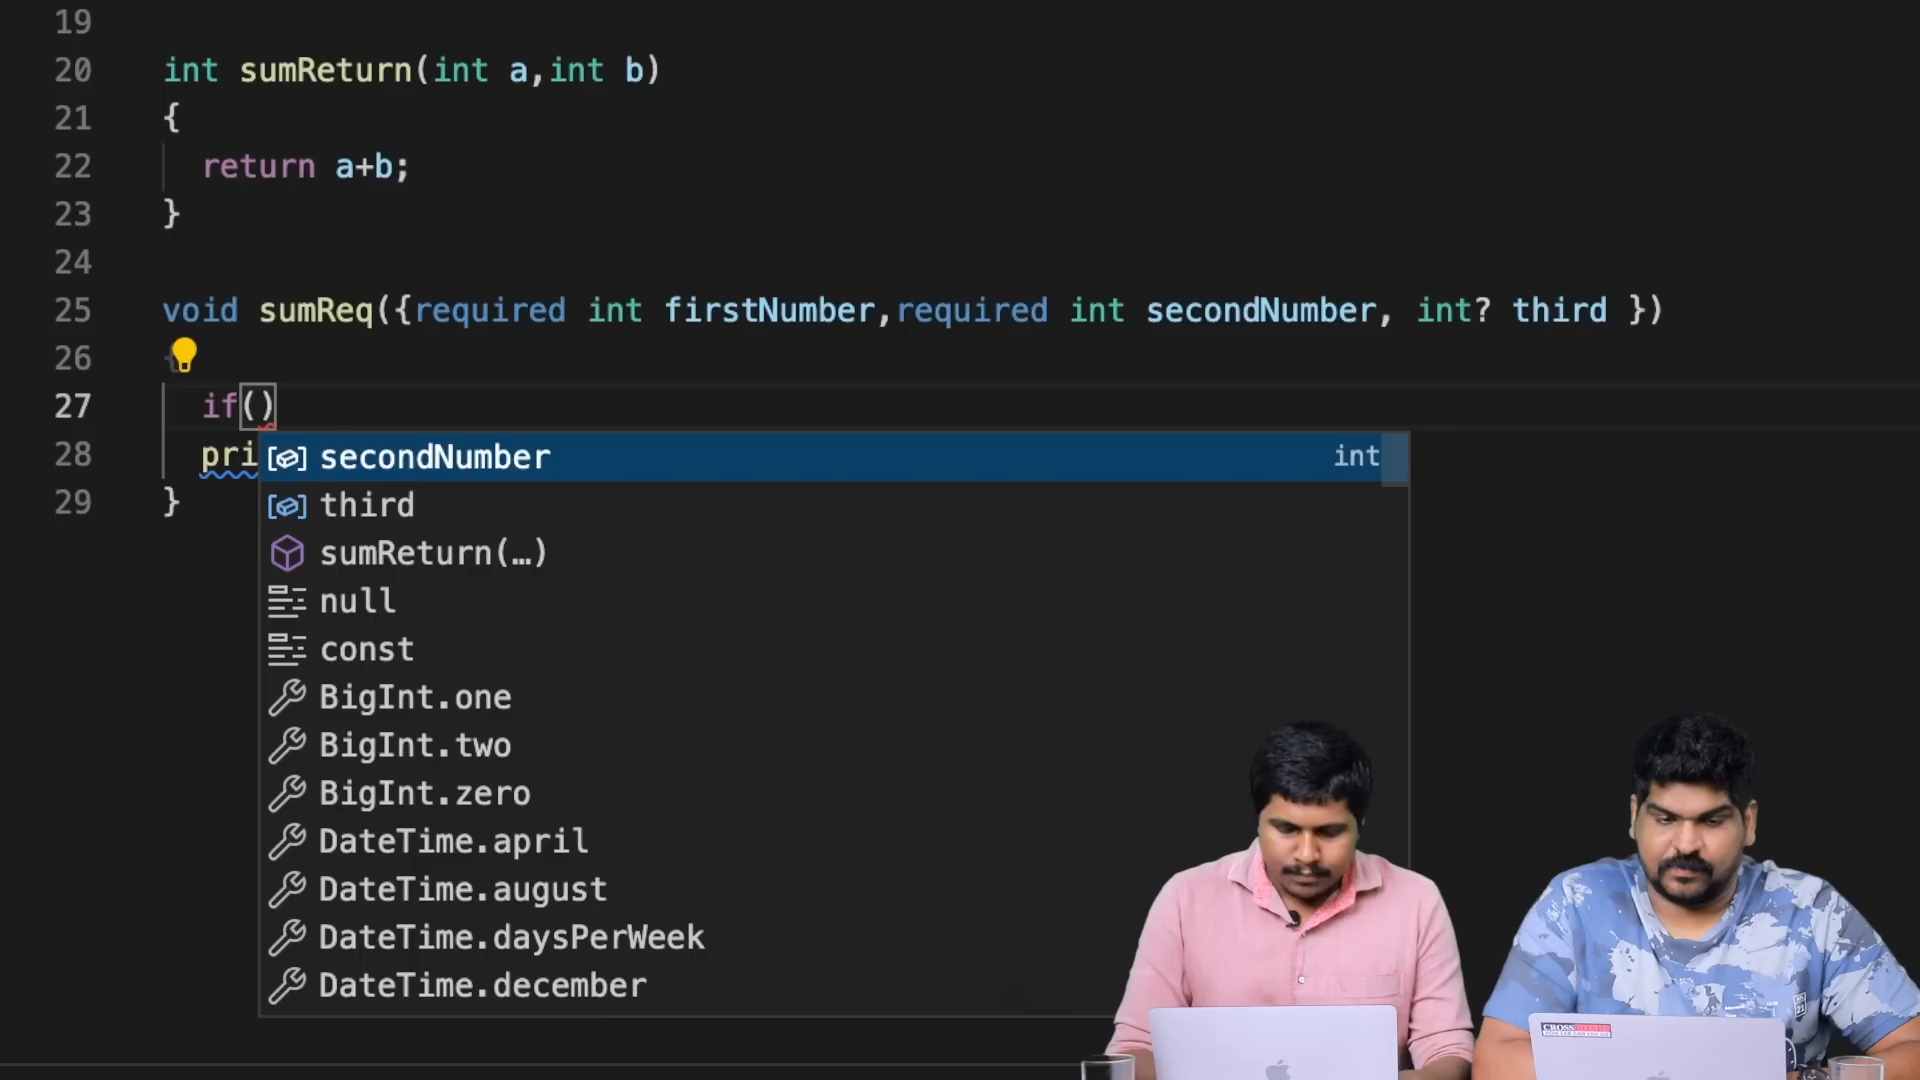 19
20 int sumReturn(int a,int b)
21 {
22 return a+b;
23 }
24
25 void sumReq({required int firstNumber,required int secondNumber, int? third })
26 {
27 if()
28 pri
secondNumber int
third
sumReturn(…)
null
const
BigInt.one
BigInt.two
BigInt.zero
DateTime.april
DateTime.august
DateTime.daysPerWeek
DateTime.december
29 }
CROSS
21